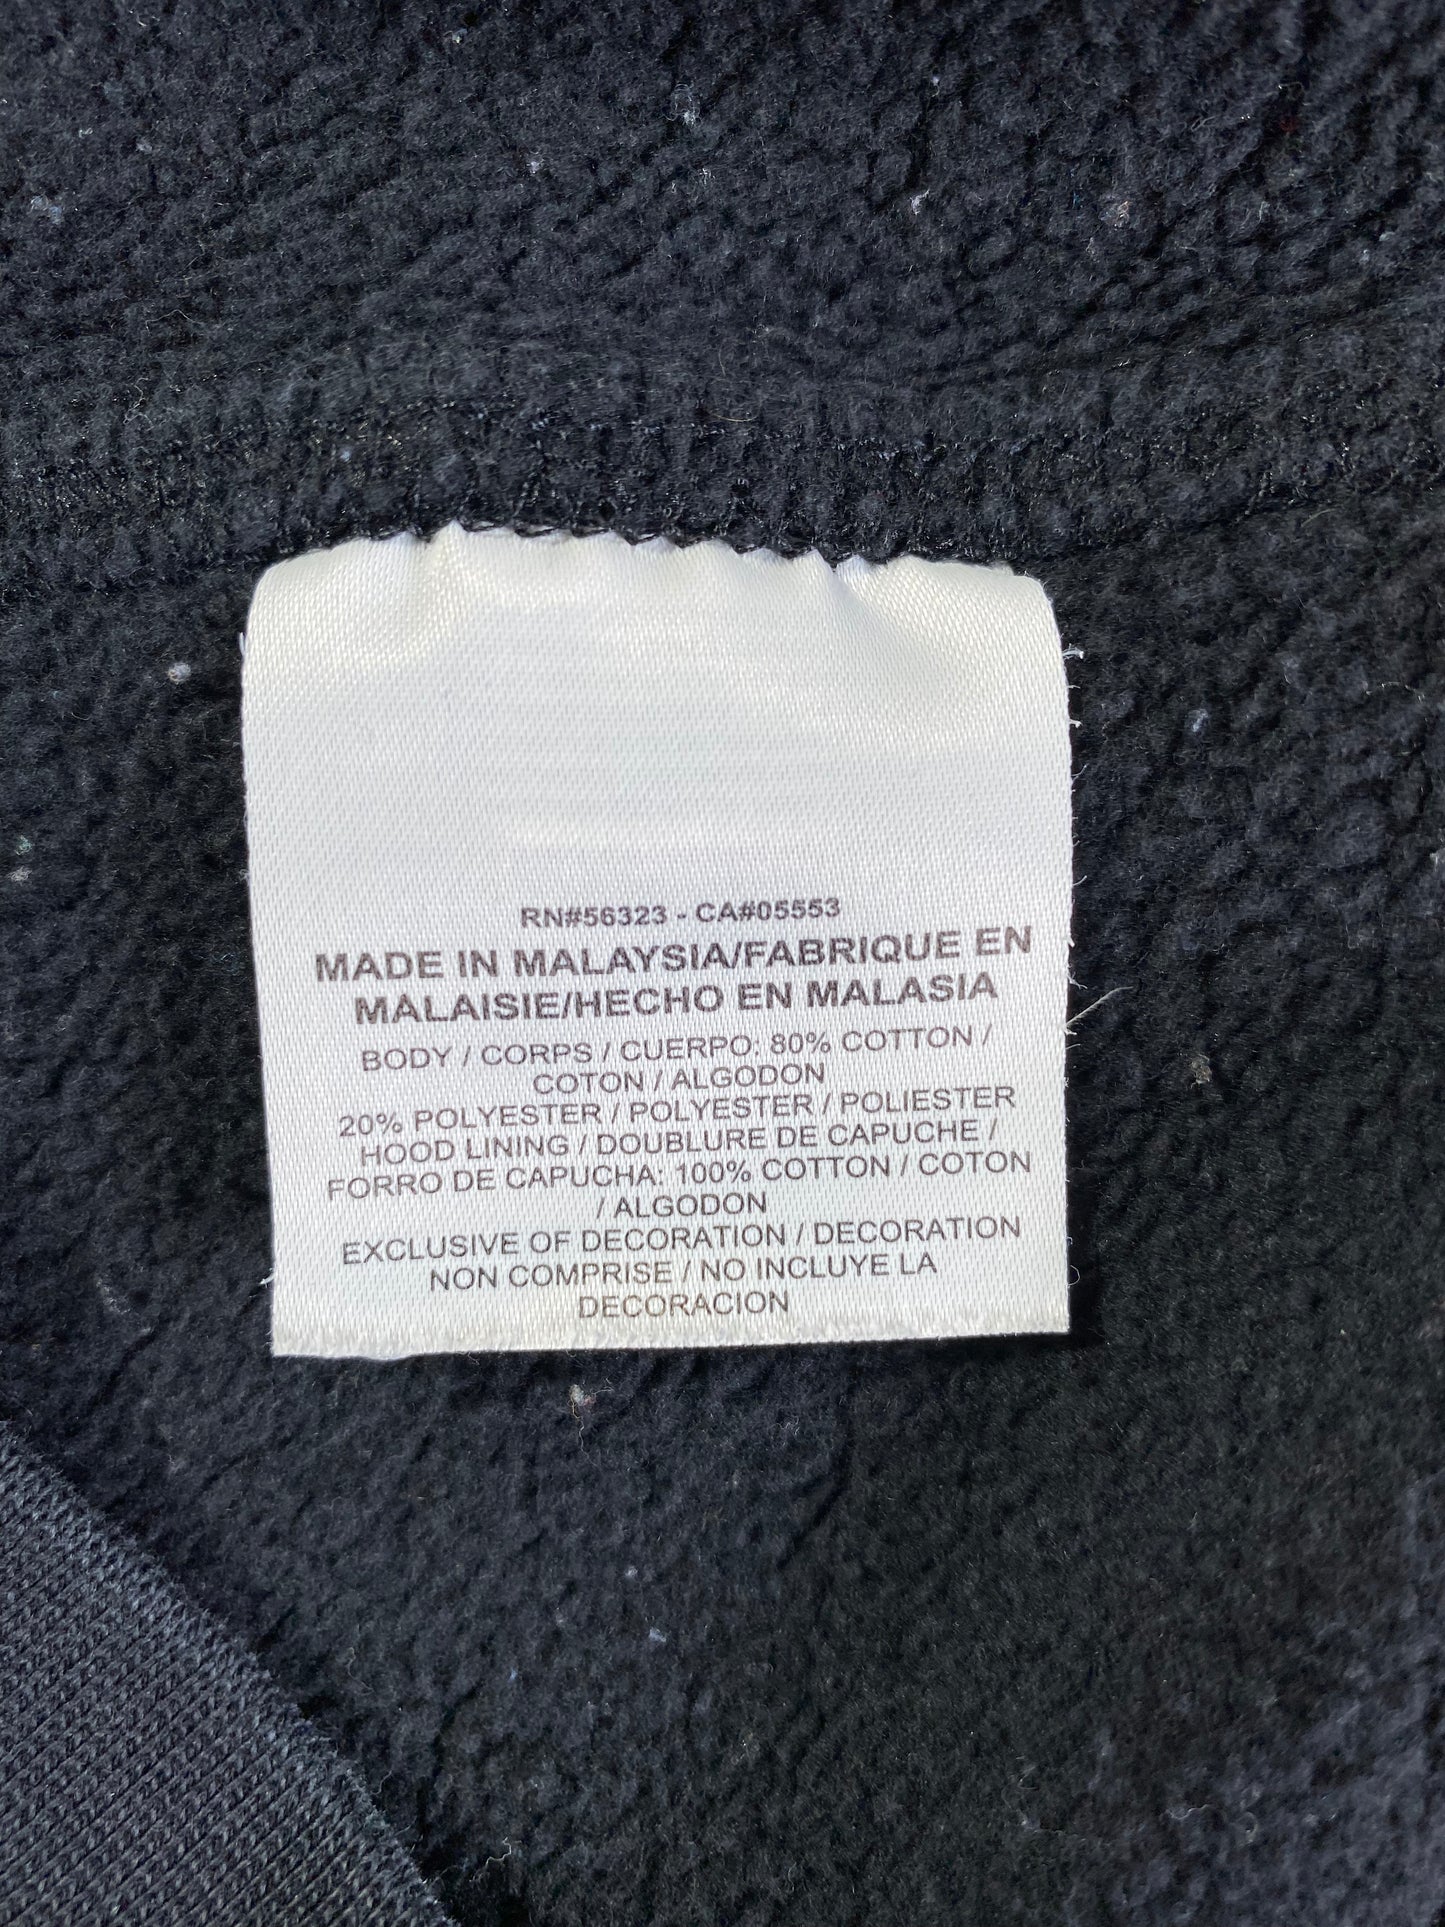 RN#56323 - CA#05553
MADE IN MALAYSIA/FABRIQUE EN
MALAISIE/HECHO EN MALASIA
BODY / CORPS / CUERPO: 80% COTTON /
COTON / ALGODON
20% POLYESTER / POLYESTER / POLIESTER
HOOD LINING / DOUBLURE DE CAPUCHE /
FORRO DE CAPUCHA: 100% COTTON / COTON
/ ALGODON
EXCLUSIVE OF DECORATION / DECORATION
NON COMPRISE / NO INCLUYE LA
DECORACION